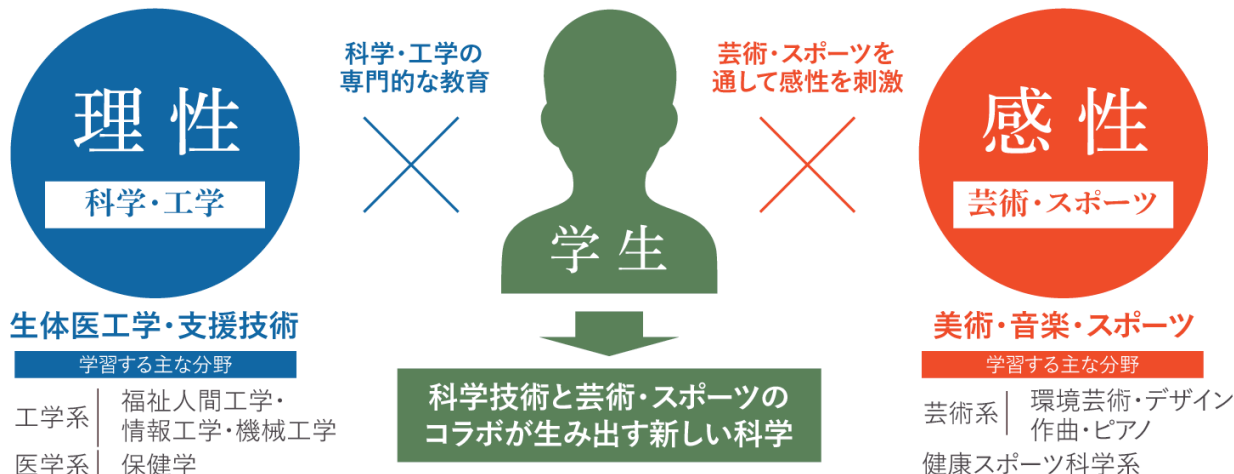 理性
科学・工学
生体医工学・支援技術
学習する主な分野
工学系
福祉人間工学・
情報工学・機械工学
医学系
保健学
科学・工学の
専門的な教育
学生
科学技術と芸術・スポーツの
コラボが生み出す新しい科学
芸術・スポーツを
通して感性を刺激
感性
芸術・スポーツ
美術・音楽・スポーツ
学習する主な分野
芸術系
環境芸術・デザイン
作曲・ピアノ
健康スポーツ科学系